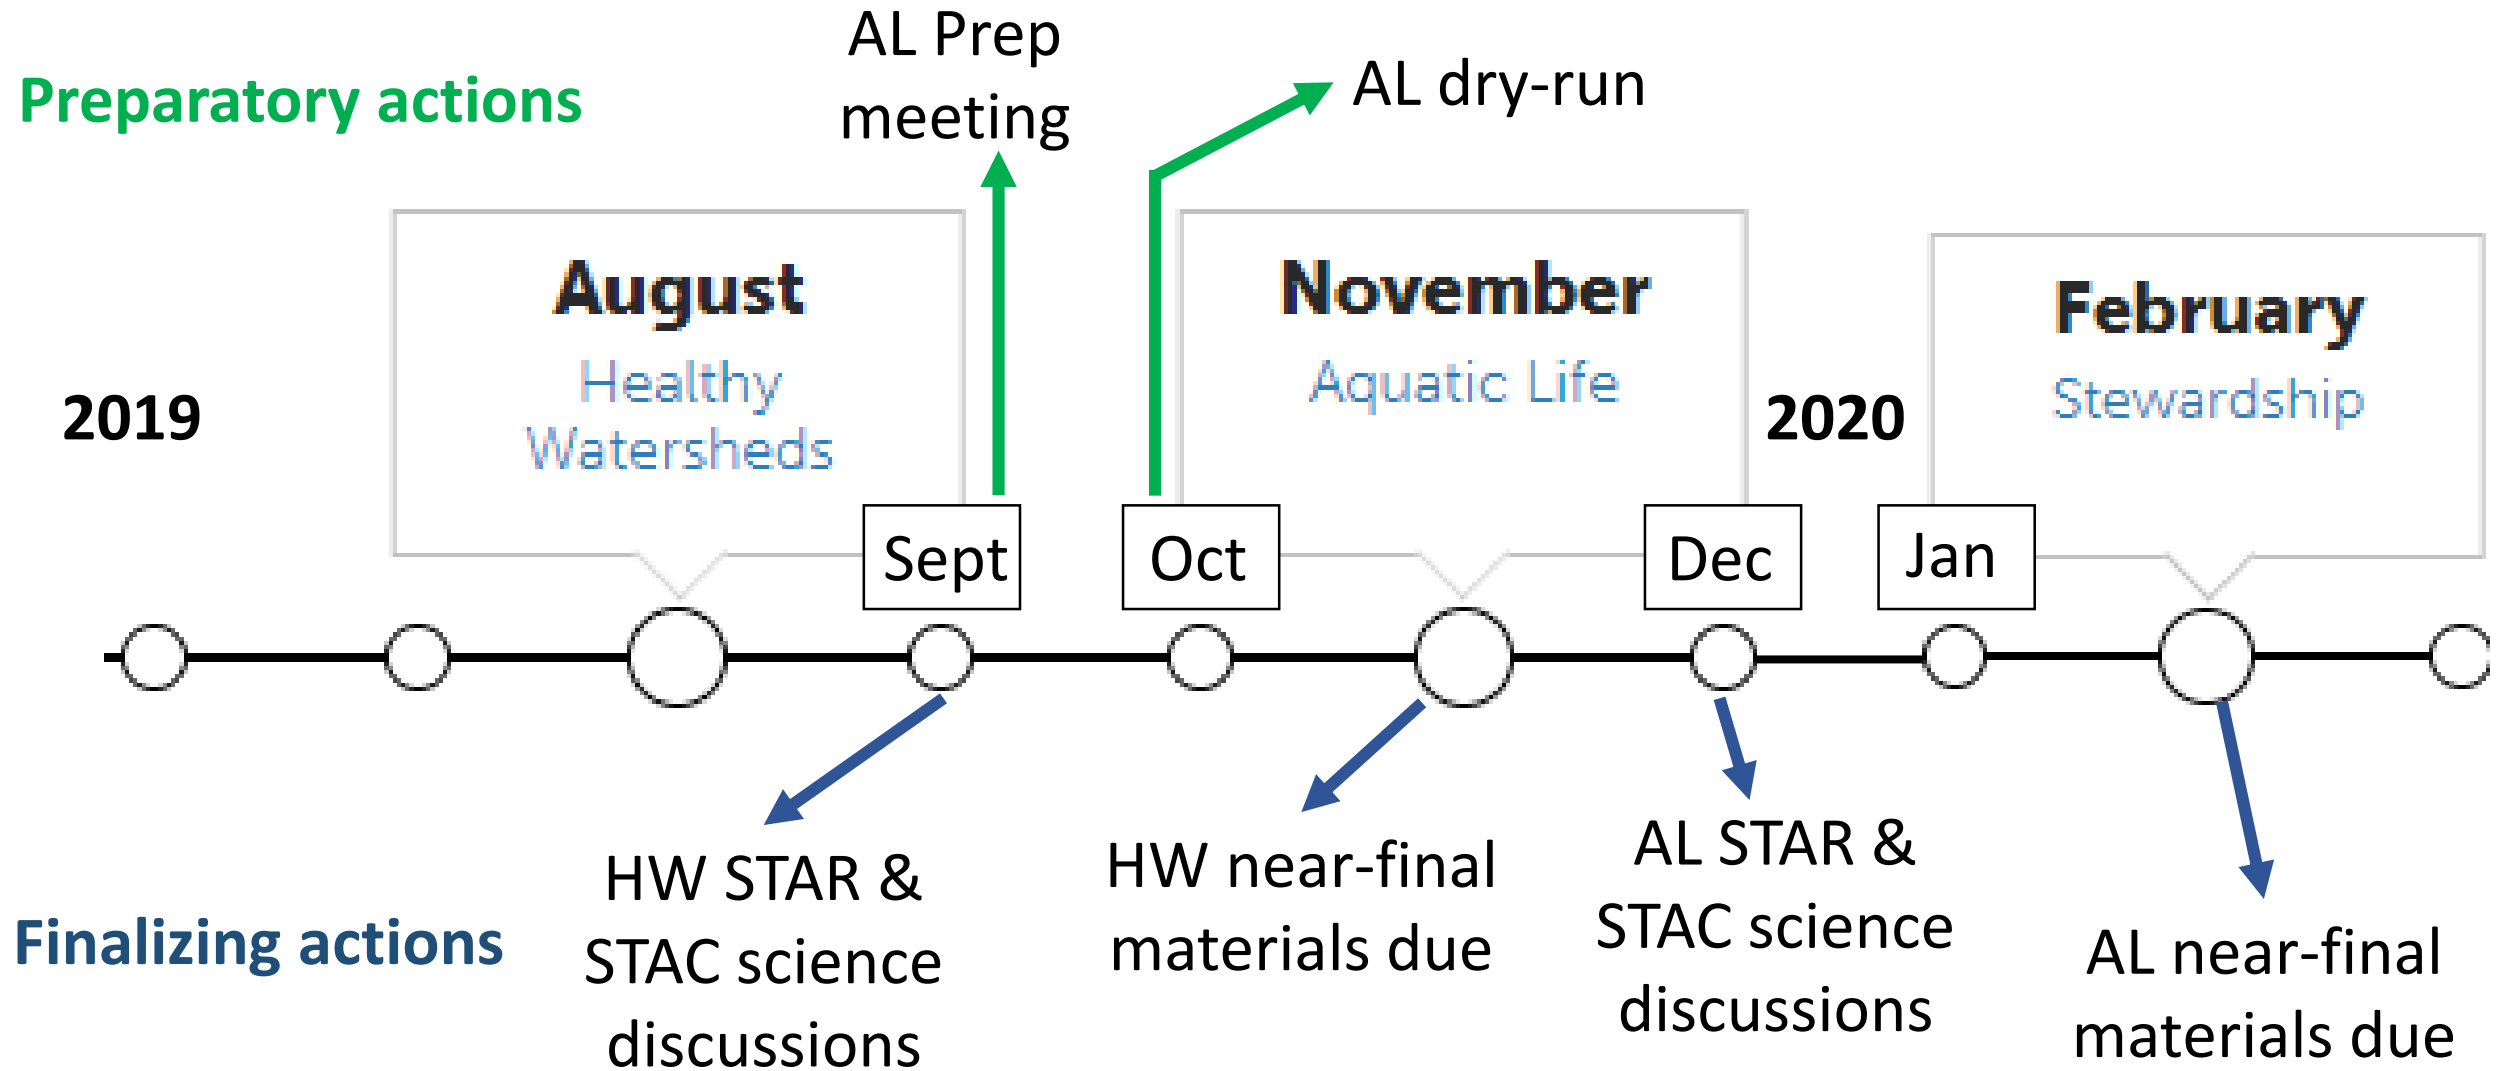 AL Prep
meeting
AL dry-run
Preparatory actions
August
Healthy
Watersheds
November
Aquatic Life
February
Stewardship
2019
2020
Sept
Oct
Dec
Jan
HW STAR &
STAC science
discussions
HW near-final
materials due
AL STAR &
STAC science
discussions
AL near-final
materials due
Finalizing actions